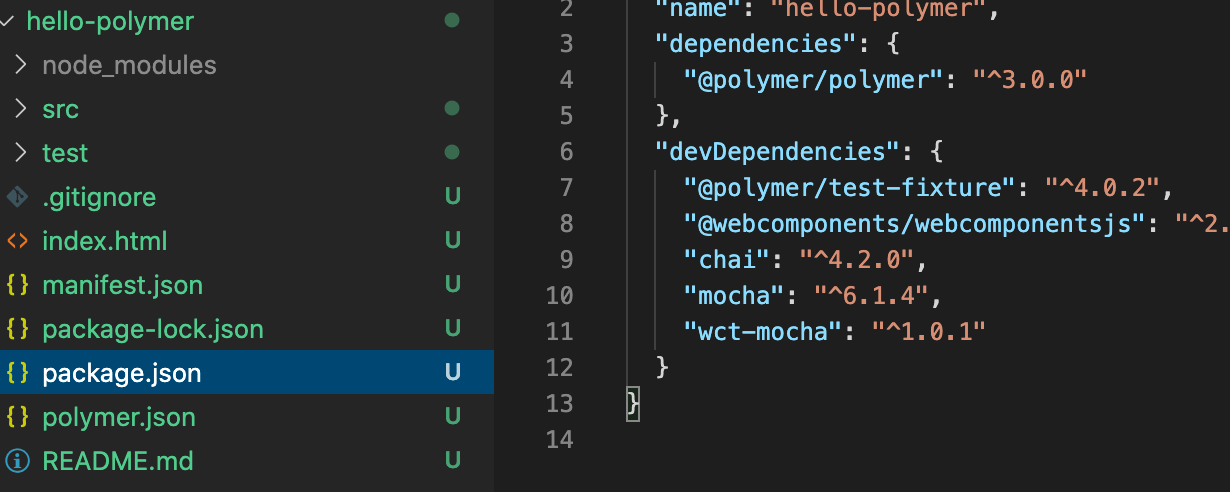 hello-polymer
node_modules
src
test
.gitignore U
<> index.html U
{} manifest.json U
{} package-lock.json U
{} package.json U
{} polymer.json U
README.md U
2 "name": "hello-polymer",
3 "dependencies": {
4 "@polymer/polymer": "^3.0.0"
5 },
6 "devDependencies": {
7 "@polymer/test-fixture": "^4.0.2",
8 "@webcomponents/webcomponentsjs": "^2.
9 "chai": "^4.2.0",
10 "mocha": "^6.1.4",
11 "wct-mocha": "^1.0.1"
12 }
13 }
14